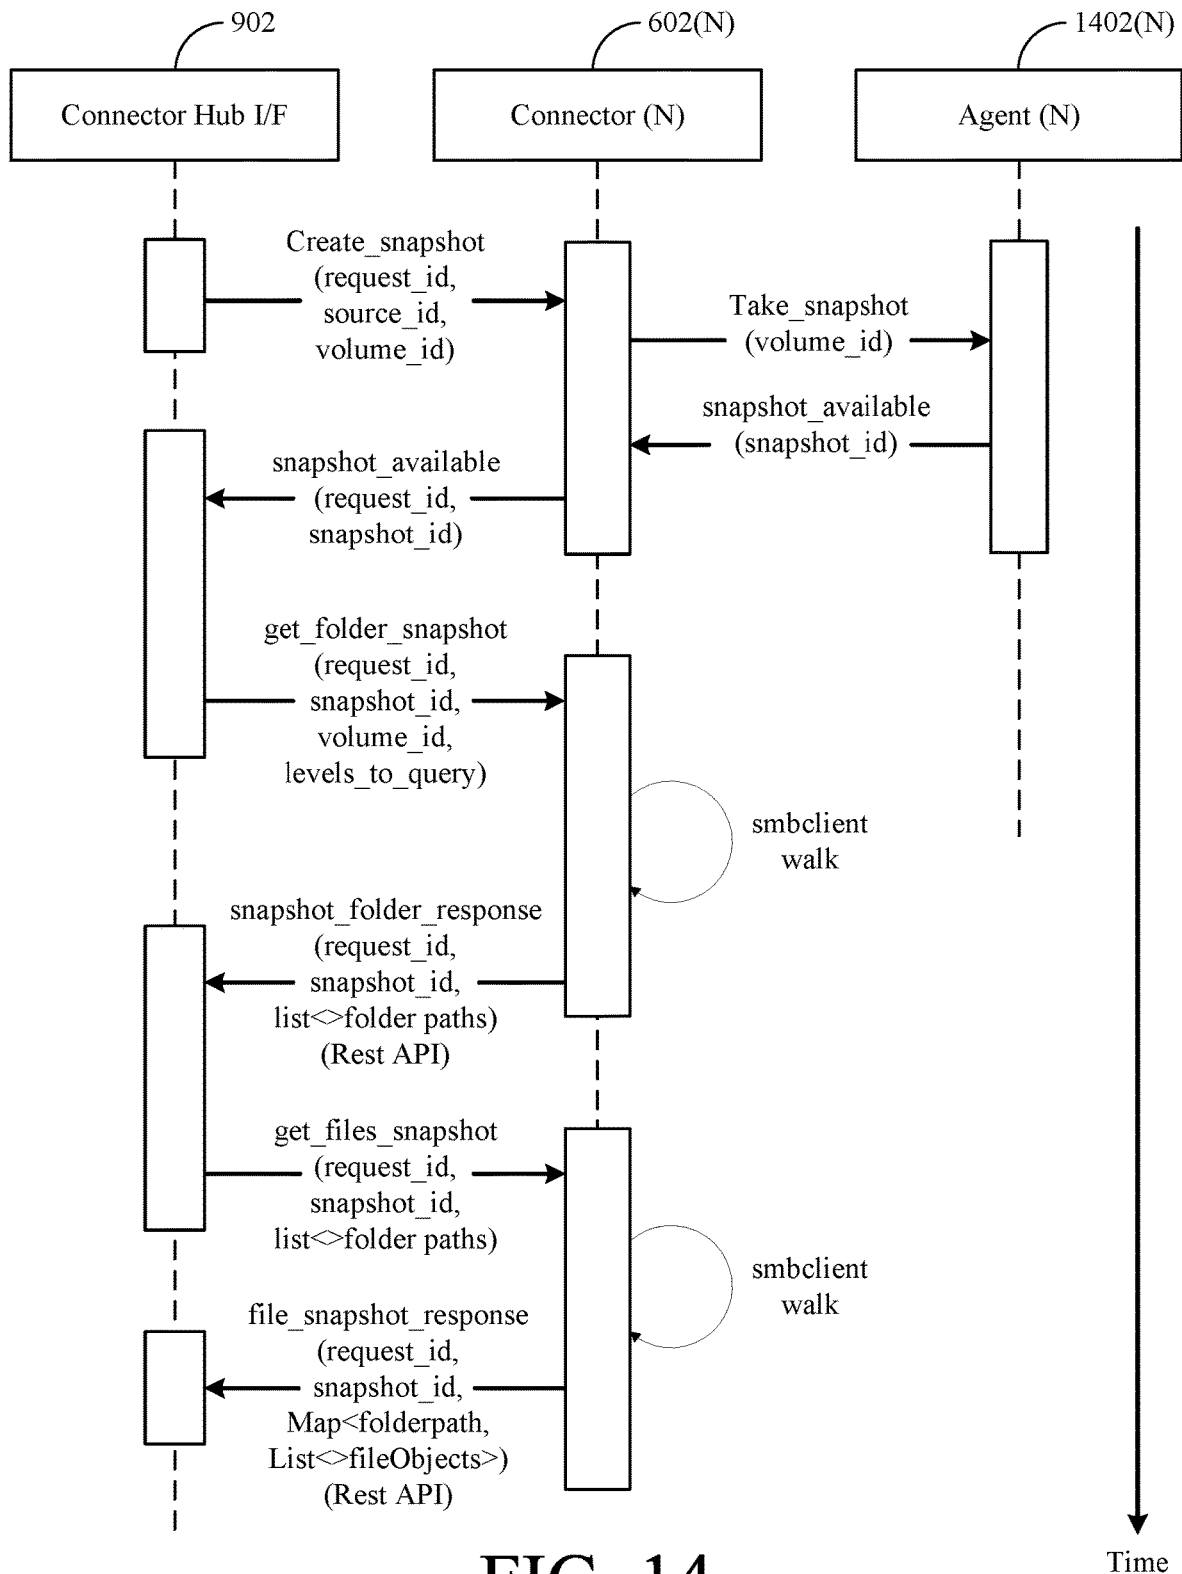 902
602(N)
1402(N)
Connector Hub I/F
Connector (N)
Agent (N)
Create_snapshot
(request_id,
source_id,
volume_id)
Take_snapshot
(volume_id)
snapshot_available
(snapshot_id)
snapshot_available
(request_id,
snapshot_id)
get_folder_snapshot
(request_id,
snapshot_id,
volume_id,
levels_to_query)
smbclient
walk
snapshot_folder_response
(request_id,
snapshot_id,
list<>folder paths)
(Rest API)
get_files_snapshot
(request_id,
snapshot_id,
list<>folder paths)
smbclient
walk
file_snapshot_response
(request_id,
snapshot_id,
Map<folderpath,
List<>fileObjects>)
(Rest API)
Time
FIG. 14